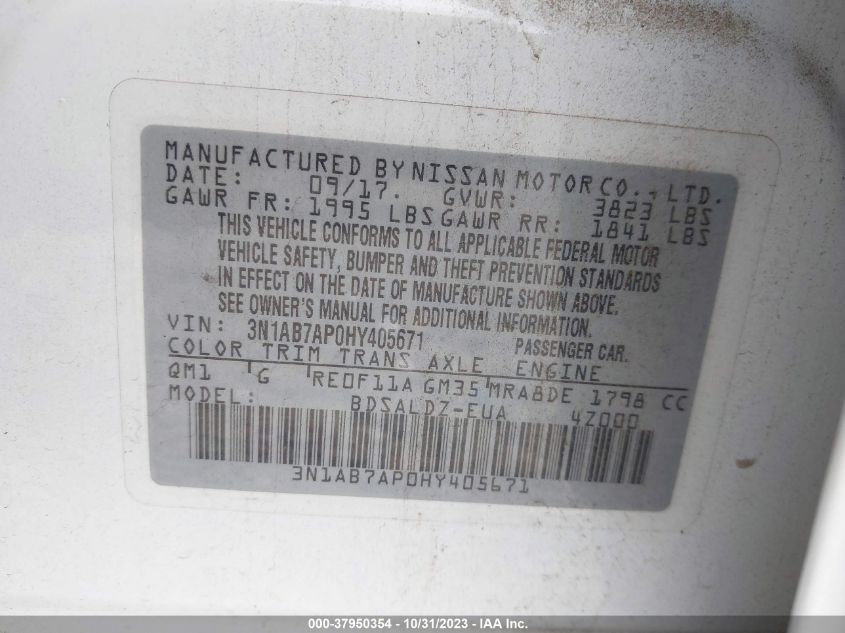 MANUFACTURED BY NISSAN MOTOR CO., LTD.
DATE: 09/17. GVWR: 3823 LBS
GAWR FR: 1995 LBS GAWR RR: 1841 LBS
THIS VEHICLE CONFORMS TO ALL APPLICABLE FEDERAL MOTOR
VEHICLE SAFETY, BUMPER AND THEFT PREVENTION STANDARDS
IN EFFECT ON THE DATE OF MANUFACTURE SHOWN ABOVE.
SEE OWNER'S MANUAL FOR ADDITIONAL INFORMATION.
VIN: 3N1AB7AP0HY405671 PASSENGER CAR.
COLOR TRIM TRANS AXLE ENGINE
QM1 G RE0F11A GM35 MRA8DE 1798 CC
MODEL: BDSALDZ-EUA 4Z000
3N1AB7AP0HY405671
000-37950354 - 10/31/2023 - IAA Inc.